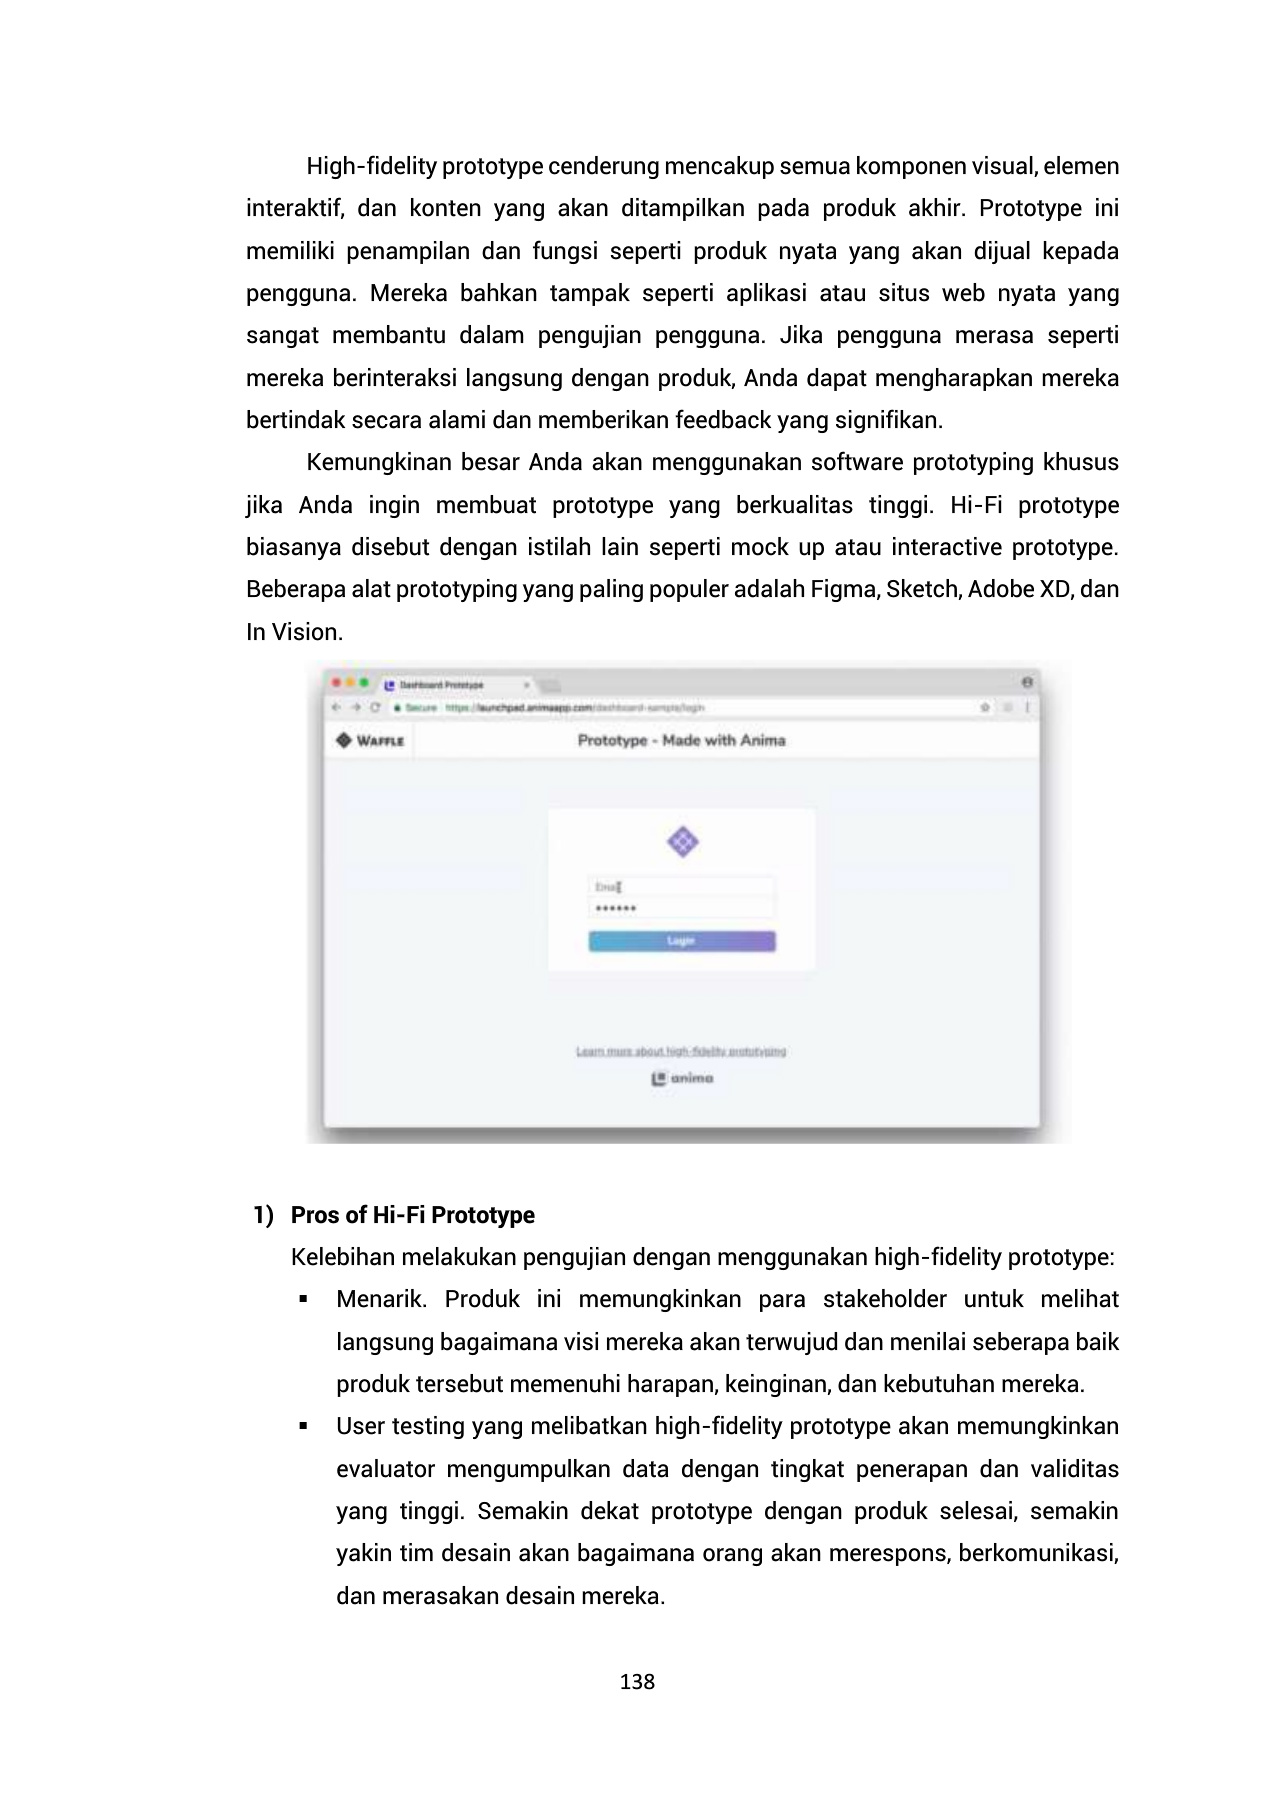 High-fidelity prototype cenderung mencakup semua komponen visual, elemen
interaktif, dan konten yang akan ditampilkan pada produk akhir. Prototype ini
memiliki penampilan dan fungsi seperti produk nyata yang akan dijual kepada
pengguna. Mereka bahkan tampak seperti aplikasi atau situs web nyata yang
sangat membantu dalam pengujian pengguna. Jika pengguna merasa seperti
mereka berinteraksi langsung dengan produk, Anda dapat mengharapkan mereka
bertindak secara alami dan memberikan feedback yang signifikan.
Kemungkinan besar Anda akan menggunakan software prototyping khusus
jika Anda ingin membuat prototype yang berkualitas tinggi. Hi-Fi prototype
biasanya disebut dengan istilah lain seperti mock up atau interactive prototype.
Beberapa alat prototyping yang paling populer adalah Figma, Sketch, Adobe XD, dan
In Vision.
Dashboard Prototype
Secure https://launchpad.animaapp.com/dashboard-sample/login
WAFFLE Prototype - Made with Anima
Email
Login
Learn more about high-fidelity prototyping
anima
1) Pros of Hi-Fi Prototype
Kelebihan melakukan pengujian dengan menggunakan high-fidelity prototype:
▪ Menarik. Produk ini memungkinkan para stakeholder untuk melihat
langsung bagaimana visi mereka akan terwujud dan menilai seberapa baik
produk tersebut memenuhi harapan, keinginan, dan kebutuhan mereka.
▪ User testing yang melibatkan high-fidelity prototype akan memungkinkan
evaluator mengumpulkan data dengan tingkat penerapan dan validitas
yang tinggi. Semakin dekat prototype dengan produk selesai, semakin
yakin tim desain akan bagaimana orang akan merespons, berkomunikasi,
dan merasakan desain mereka.
138